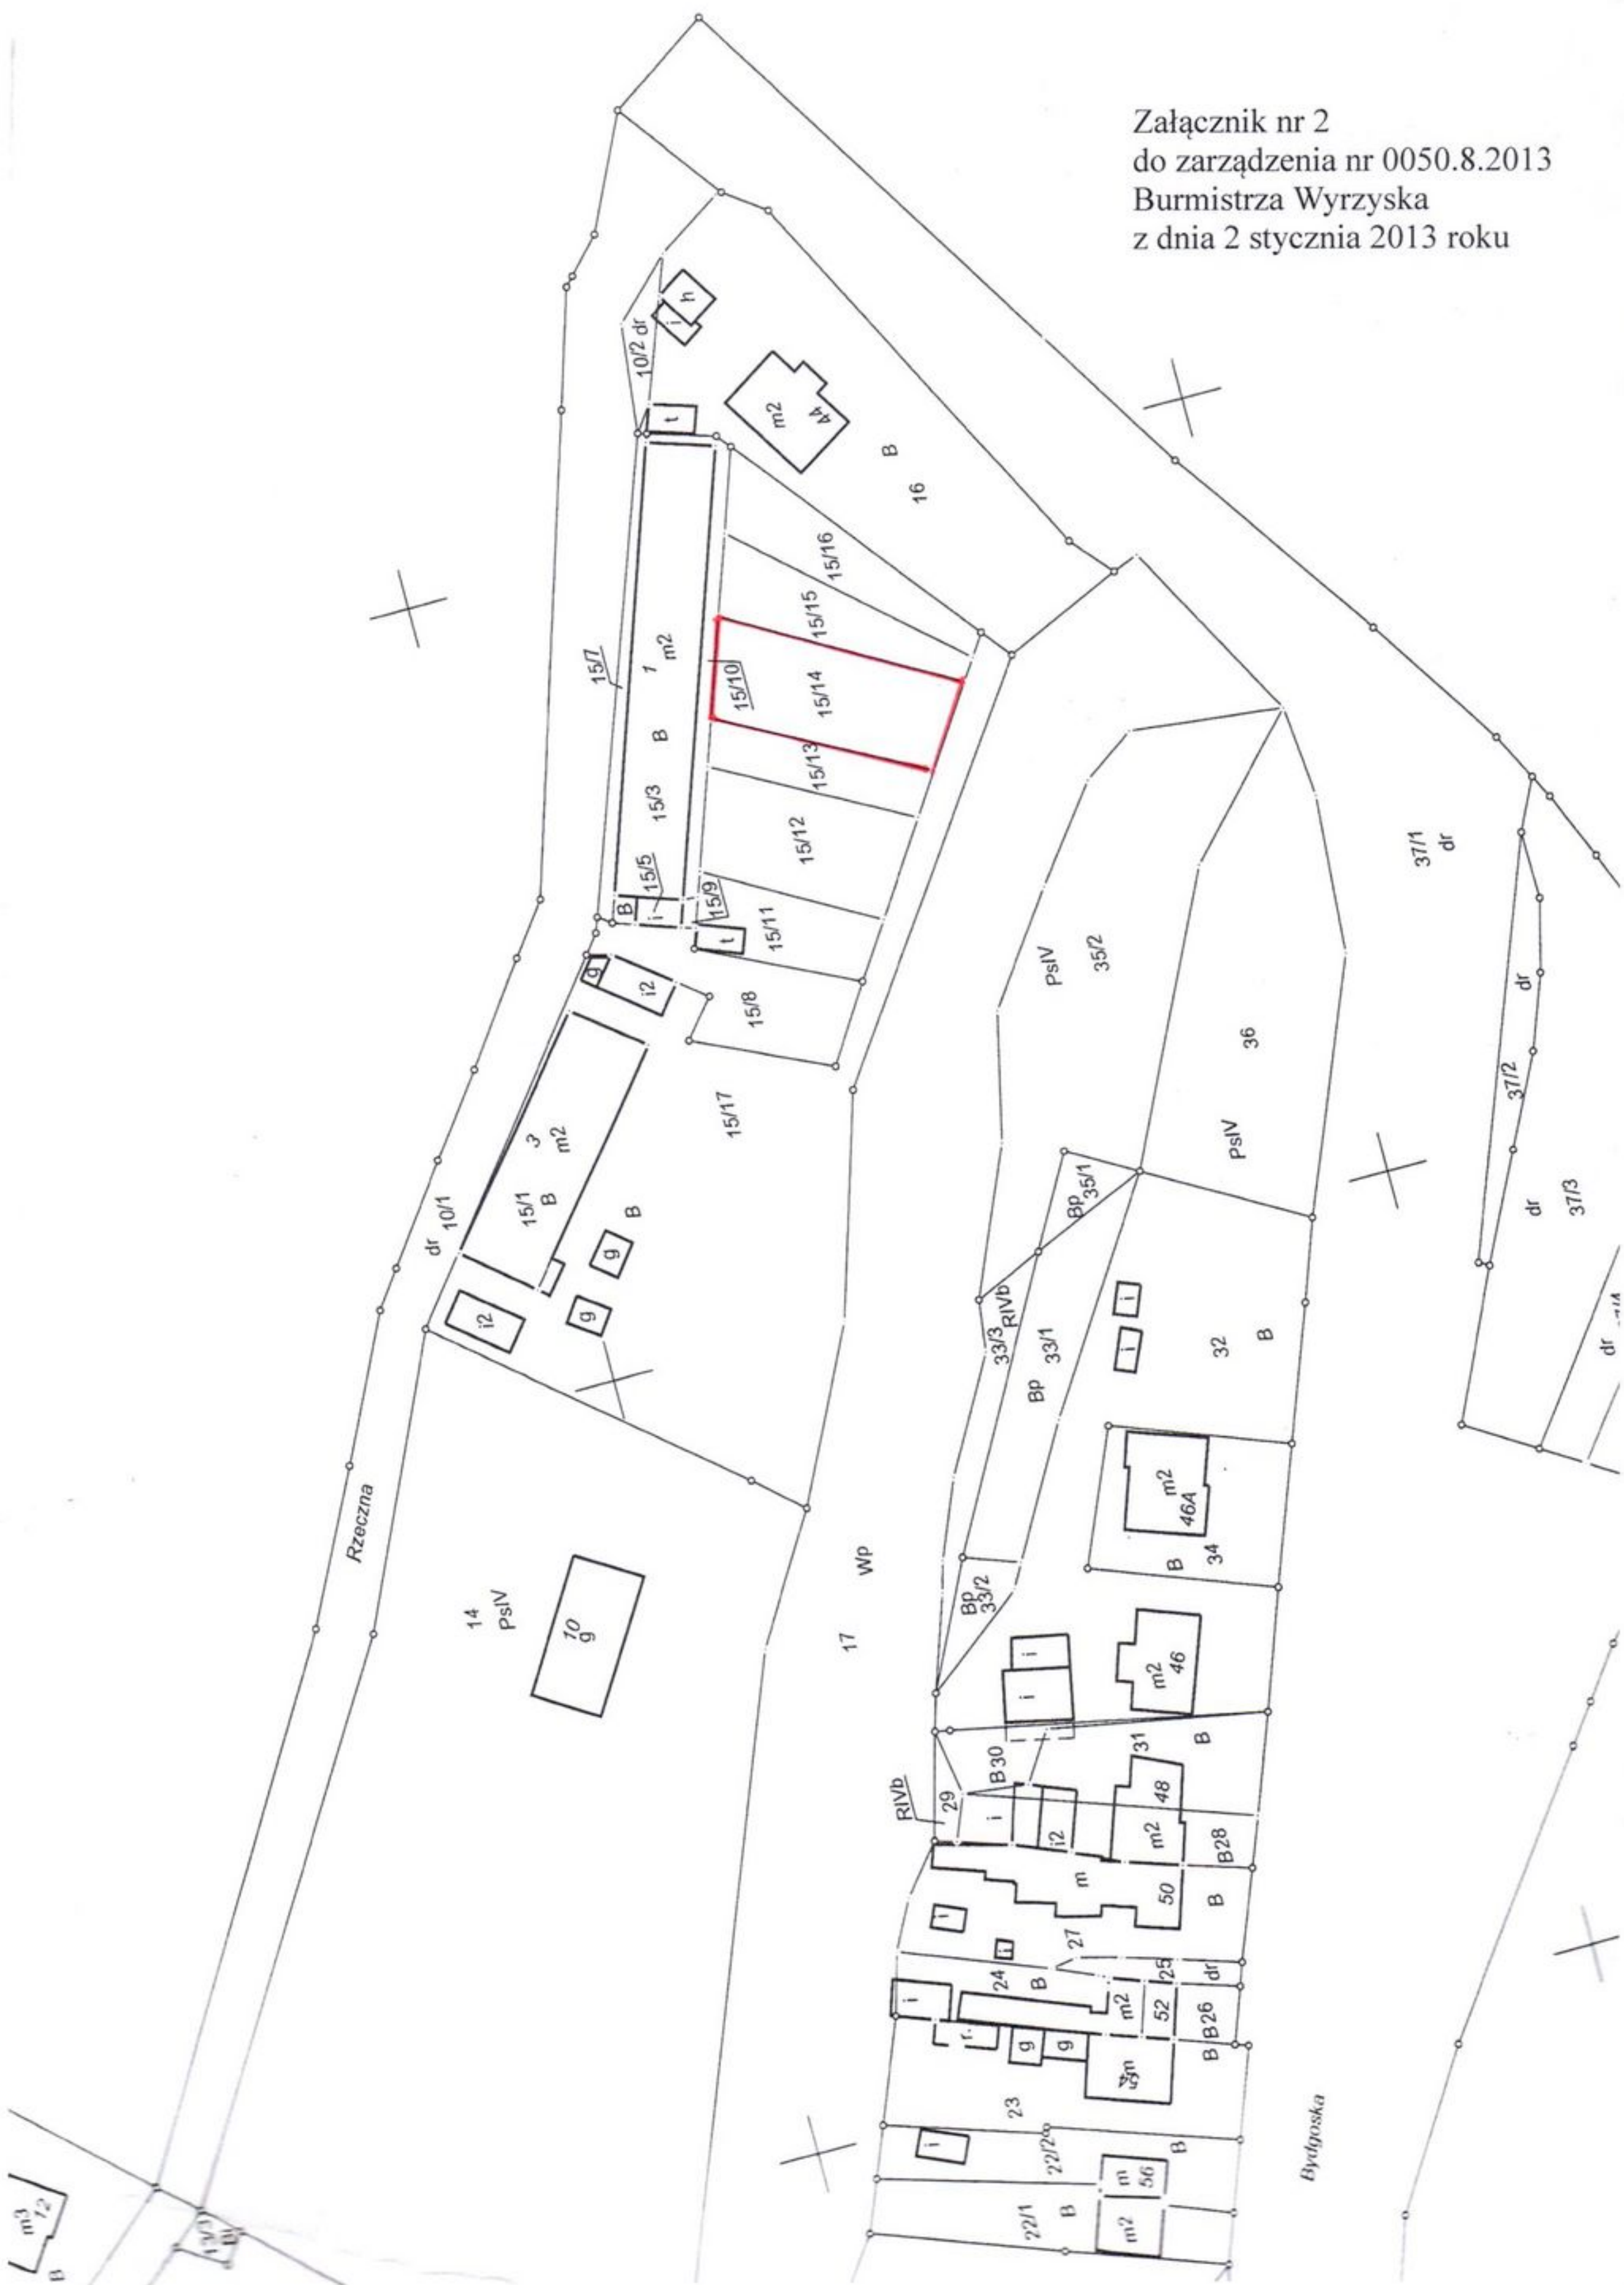 Załącznik nr 2
do zarządzenia nr 0050.8.2013
Burmistrza Wyrzyska
z dnia 2 stycznia 2013 roku
h
i
10/2 dr
t
m2
44
B
16
15/16
15/15
15/7
1
m2
15/10
15/14
B
15/13
15/3
15/12
15/5
B
i
15/9
t
15/11
g
i2
15/8
15/17
3
m2
15/1
B
dr
10/1
B
g
g
i2
Rzeczna
14
PsIV
10
g
Wp
17
37/1
dr
PsIV
35/2
36
PsIV
dr
37/2
dr
37/3
dr
Bp
35/1
33/3
RIVb
33/1
Bp
i
i
32
B
m2
46A
B
34
Bp
33/2
i
i
m2
46
B30
31
B
RIVb
29
i
i2
48
m2
B28
m
50
B
i
i
27
24
B
25
dr
i
m2
52
B26
r.
g
g
B
23
i
22/2
B
m
56
22/1
B
m2
Bydgoska
m3
12
B